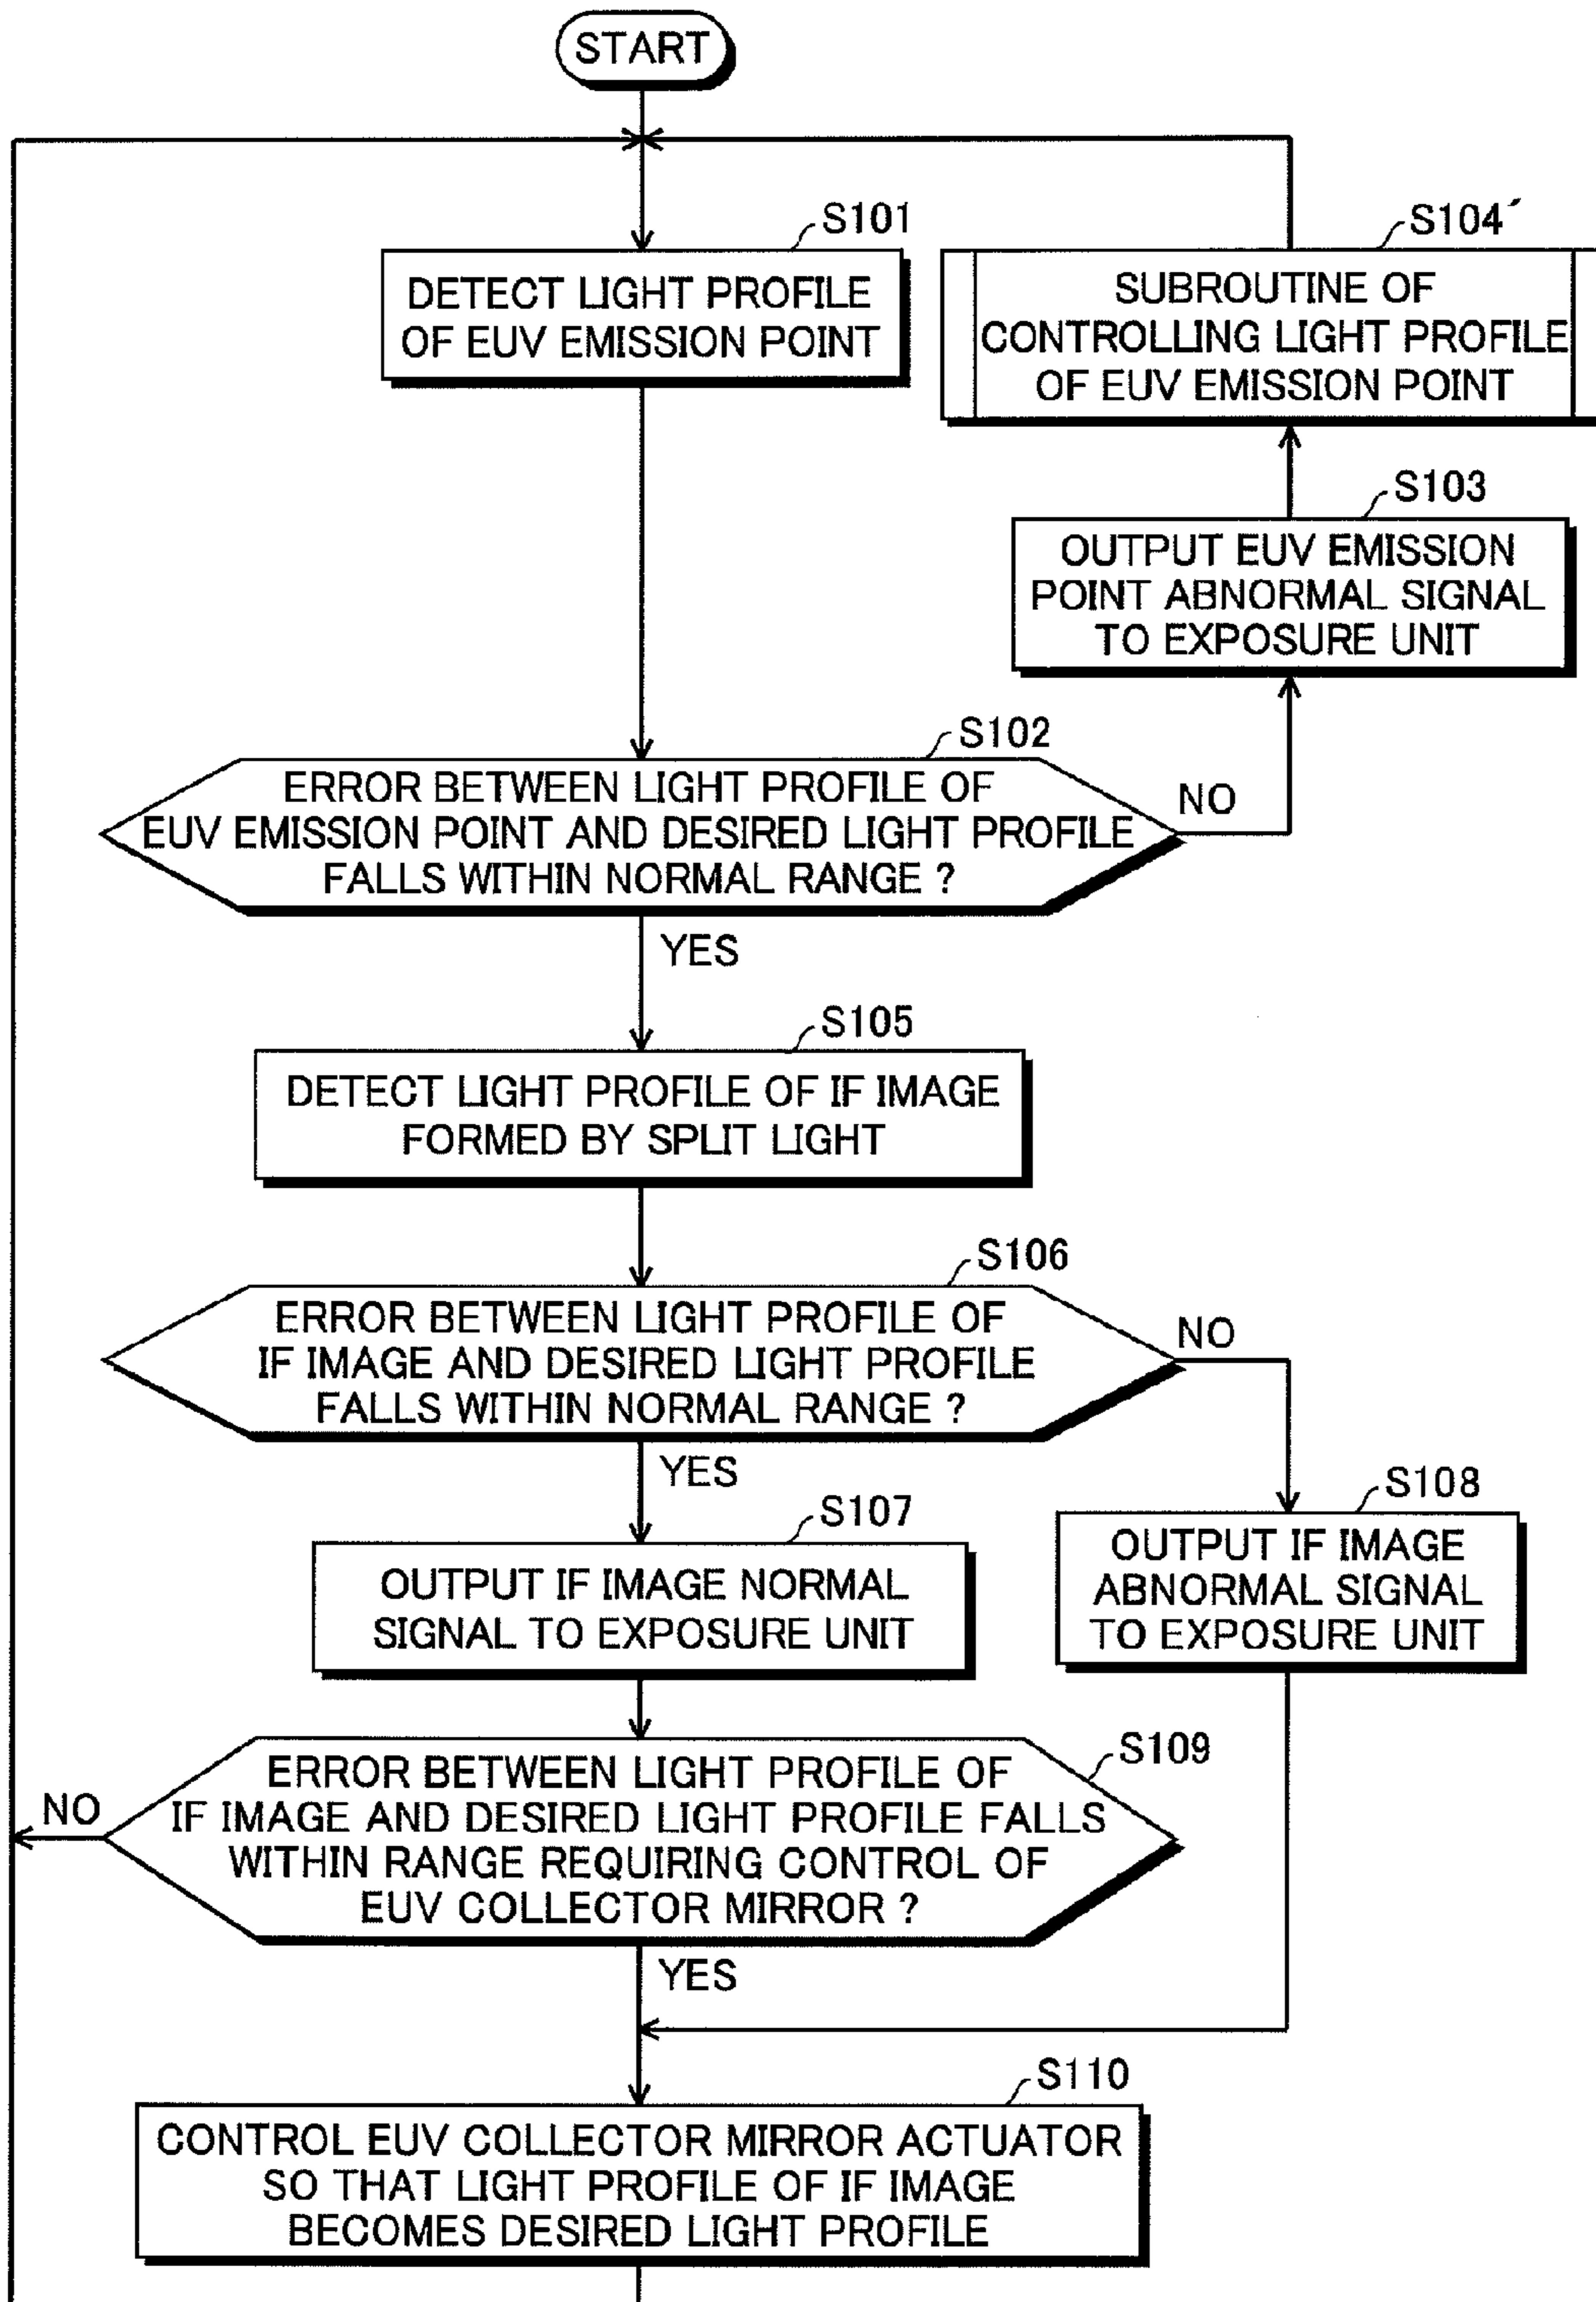 START
S101
DETECT LIGHT PROFILE
OF EUV EMISSION POINT
S104´
SUBROUTINE OF
CONTROLLING LIGHT PROFILE
OF EUV EMISSION POINT
S103
OUTPUT EUV EMISSION
POINT ABNORMAL SIGNAL
TO EXPOSURE UNIT
S102
ERROR BETWEEN LIGHT PROFILE OF
EUV EMISSION POINT AND DESIRED LIGHT PROFILE
FALLS WITHIN NORMAL RANGE ?
NO
YES
S105
DETECT LIGHT PROFILE OF IF IMAGE
FORMED BY SPLIT LIGHT
S106
ERROR BETWEEN LIGHT PROFILE OF
IF IMAGE AND DESIRED LIGHT PROFILE
FALLS WITHIN NORMAL RANGE ?
NO
YES
S107
OUTPUT IF IMAGE NORMAL
SIGNAL TO EXPOSURE UNIT
S108
OUTPUT IF IMAGE
ABNORMAL SIGNAL
TO EXPOSURE UNIT
S109
ERROR BETWEEN LIGHT PROFILE OF
IF IMAGE AND DESIRED LIGHT PROFILE FALLS
WITHIN RANGE REQUIRING CONTROL OF
EUV COLLECTOR MIRROR ?
NO
YES
S110
CONTROL EUV COLLECTOR MIRROR ACTUATOR
SO THAT LIGHT PROFILE OF IF IMAGE
BECOMES DESIRED LIGHT PROFILE